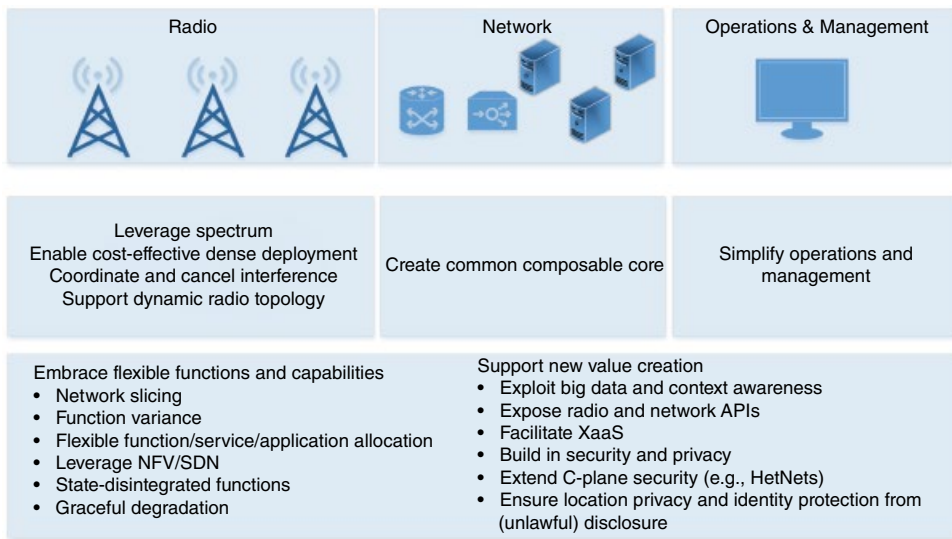 Radio
Network
Operations & Management
Leverage spectrum
Enable cost-effective dense deployment
Coordinate and cancel interference
Support dynamic radio topology
Create common composable core
Simplify operations and
management
Embrace flexible functions and capabilities
• Network slicing
• Function variance
• Flexible function/service/application allocation
• Leverage NFV/SDN
• State-disintegrated functions
• Graceful degradation
Support new value creation
• Exploit big data and context awareness
• Expose radio and network APIs
• Facilitate XaaS
• Build in security and privacy
• Extend C-plane security (e.g., HetNets)
• Ensure location privacy and identity protection from
(unlawful) disclosure